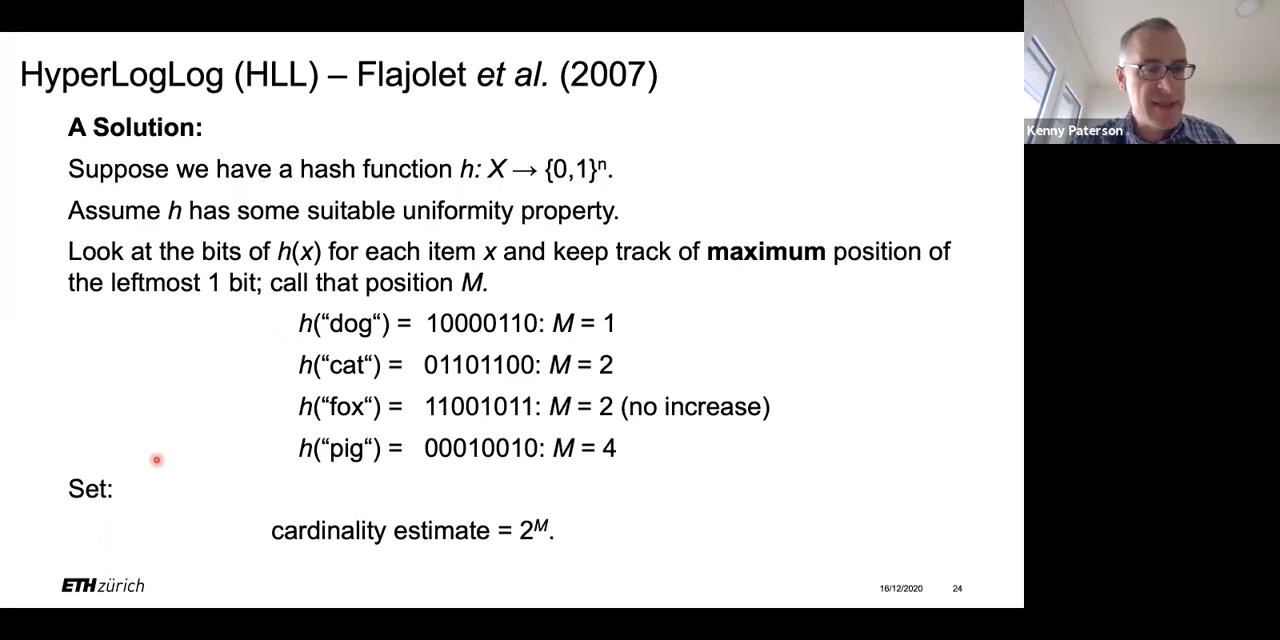 HyperLogLog (HLL) – Flajolet et al. (2007)
A Solution:
Suppose we have a hash function h: X → {0,1}ⁿ.
Assume h has some suitable uniformity property.
Look at the bits of h(x) for each item x and keep track of maximum position of
the leftmost 1 bit; call that position M.
h(“dog“) = 10000110: M = 1
h(“cat“) = 01101100: M = 2
h(“fox“) = 11001011: M = 2 (no increase)
h(“pig“) = 00010010: M = 4
Set:
cardinality estimate = 2ᴹ.
ETHzürich
16/12/2020 24
Kenny Paterson